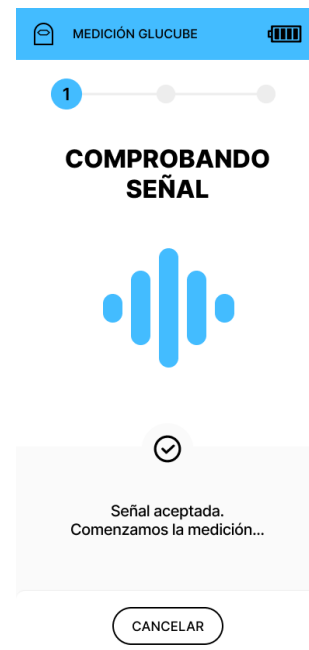 MEDICIÓN GLUCUBE
1
COMPROBANDO
SEÑAL
Señal aceptada.
Comenzamos la medición...
CANCELAR